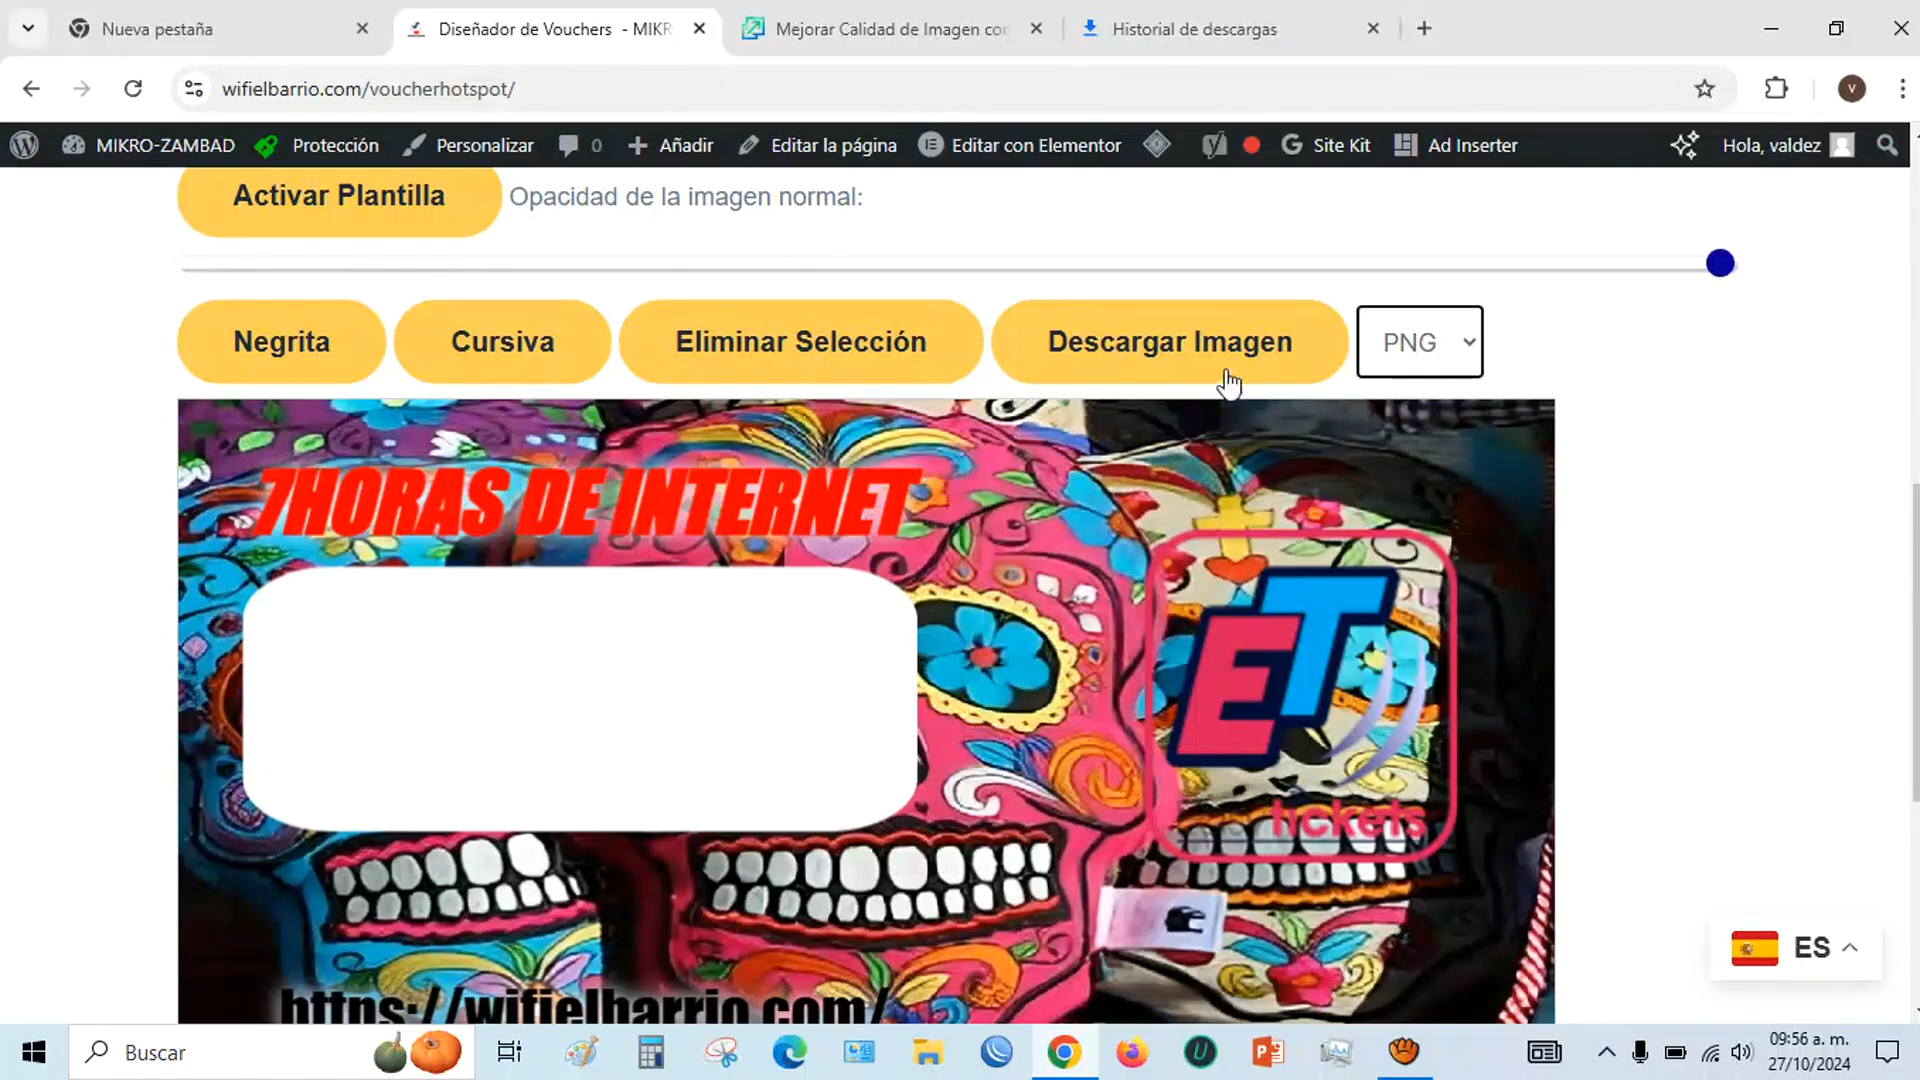 Nueva pestaña
Diseñador de Vouchers - MIKR
Mejorar Calidad de Imagen con
Historial de descargas
wifielbarrio.com/voucherhotspot/
V
MIKRO-ZAMBAD
Protección
Personalizar
0
Añadir
Editar la página
Editar con Elementor
Site Kit
Ad Inserter
Hola, valdez
Activar Plantilla
Opacidad de la imagen normal:
Negrita
Cursiva
Eliminar Selección
Descargar Imagen
PNG
7HORAS DE INTERNET
ET
tickets
https://wifielbarrio.com/
ES
Buscar
09:56 a. m.
27/10/2024